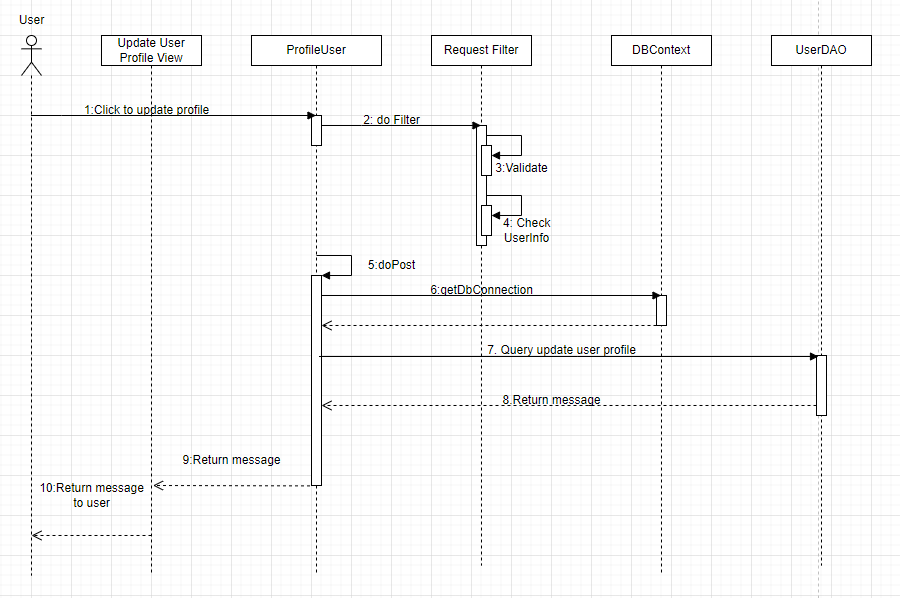 User
Update User
Profile View
ProfileUser
Request Filter
DBContext
UserDAO
1:Click to update profile
2: do Filter
3:Validate
4: Check
UserInfo
5:doPost
6:getDbConnection
7. Query update user profile
8.Return message
9:Return message
10:Return message
to user